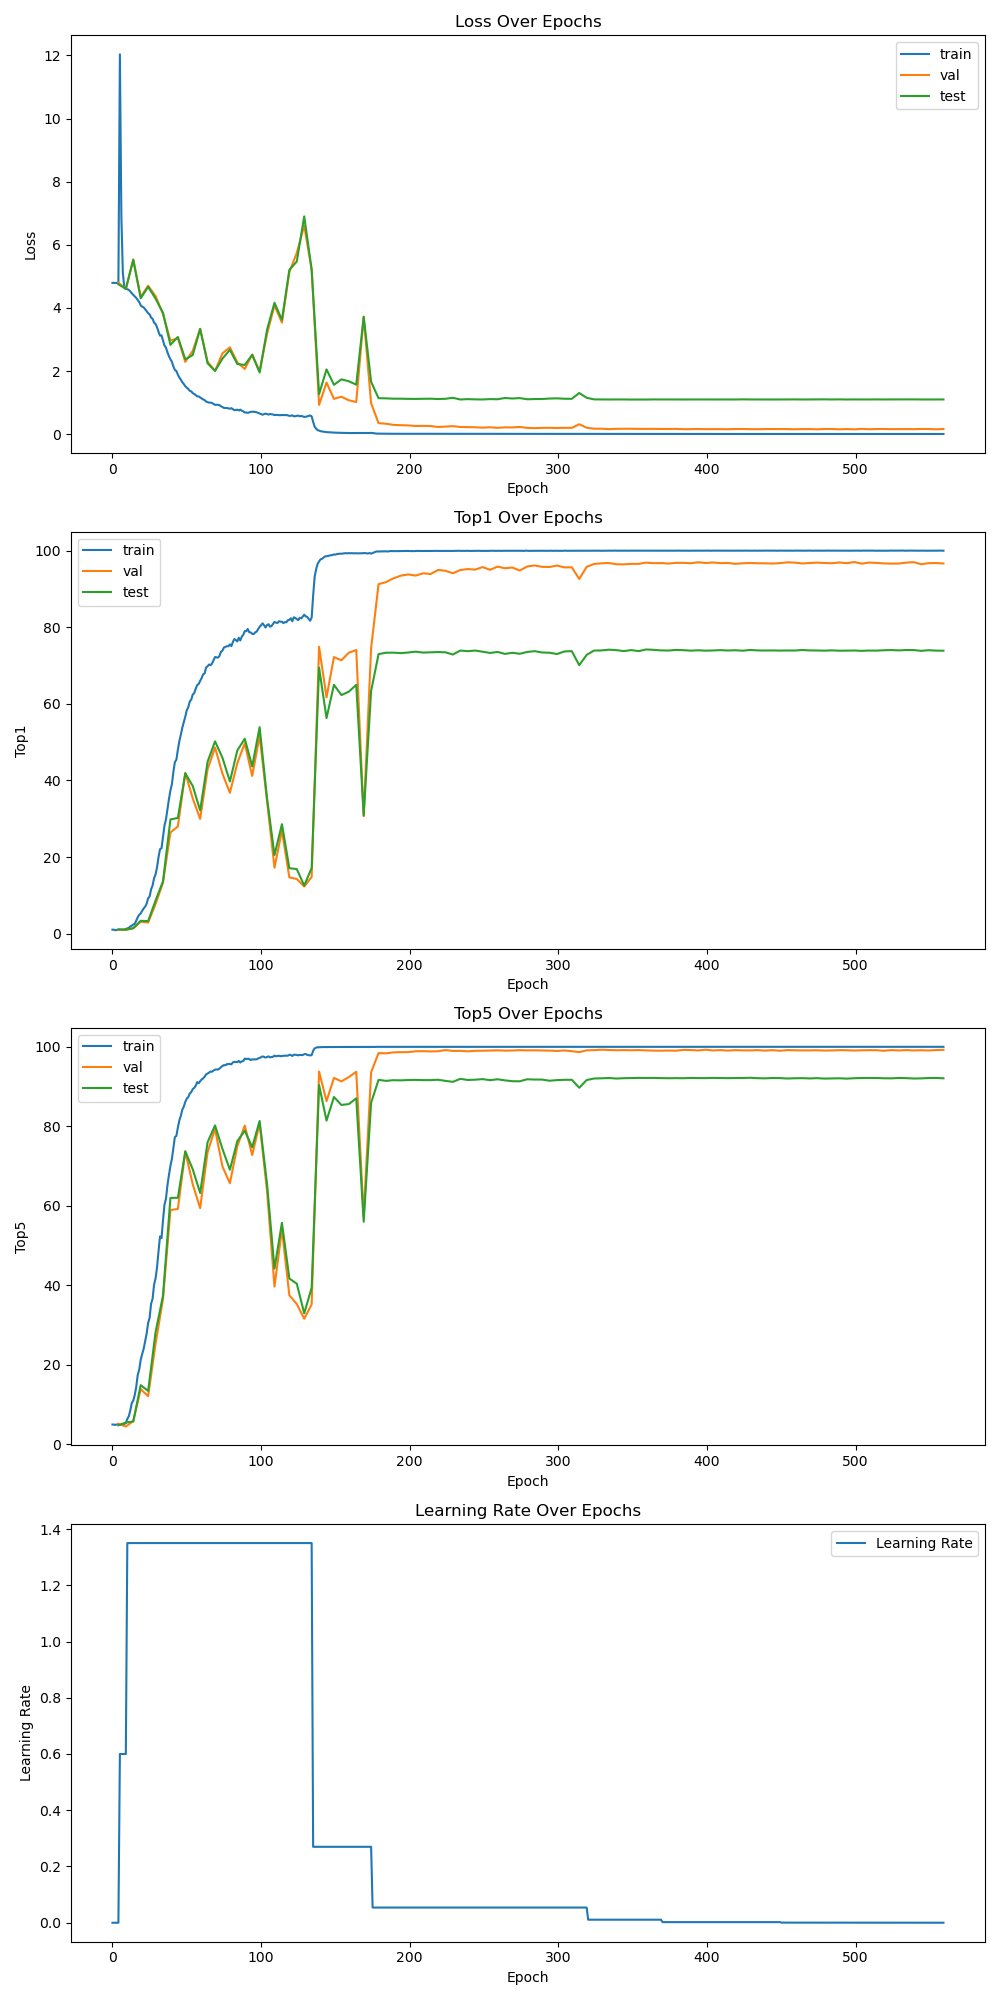 Loss Over Epochs
12
10
8
6
4
2
0
Loss
train
val
test
0 100 200 300 400 500
Epoch
Top1 Over Epochs
100
80
60
40
20
0
Top1
train
val
test
0 100 200 300 400 500
Epoch
Top5 Over Epochs
100
80
60
40
20
0
Top5
train
val
test
0 100 200 300 400 500
Epoch
Learning Rate Over Epochs
1.4
1.2
1.0
0.8
0.6
0.4
0.2
0.0
Learning Rate
Learning Rate
0 100 200 300 400 500
Epoch